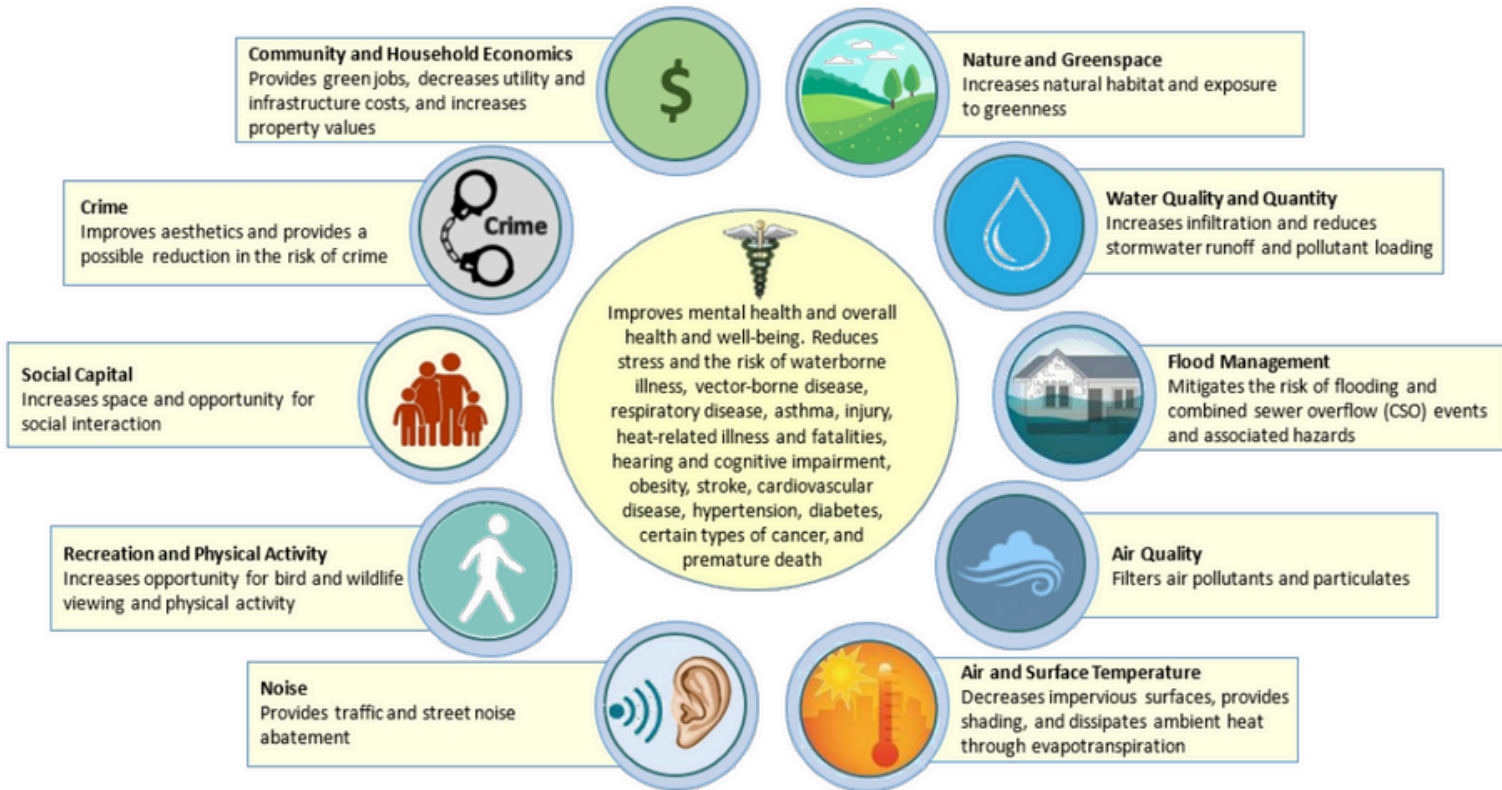 Community and Household Economics
Provides green jobs, decreases utility and
infrastructure costs, and increases
property values
Nature and Greenspace
Increases natural habitat and exposure
to greenness
Crime
Improves aesthetics and provides a
possible reduction in the risk of crime
Crime
Water Quality and Quantity
Increases infiltration and reduces
stormwater runoff and pollutant loading
Improves mental health and overall
health and well-being. Reduces
stress and the risk of waterborne
illness, vector-borne disease,
respiratory disease, asthma, injury,
heat-related illness and fatalities,
hearing and cognitive impairment,
obesity, stroke, cardiovascular
disease, hypertension, diabetes,
certain types of cancer, and
premature death
Social Capital
Increases space and opportunity for
social interaction
Flood Management
Mitigates the risk of flooding and
combined sewer overflow (CSO) events
and associated hazards
Recreation and Physical Activity
Increases opportunity for bird and wildlife
viewing and physical activity
Air Quality
Filters air pollutants and particulates
Noise
Provides traffic and street noise
abatement
Air and Surface Temperature
Decreases impervious surfaces, provides
shading, and dissipates ambient heat
through evapotranspiration
$